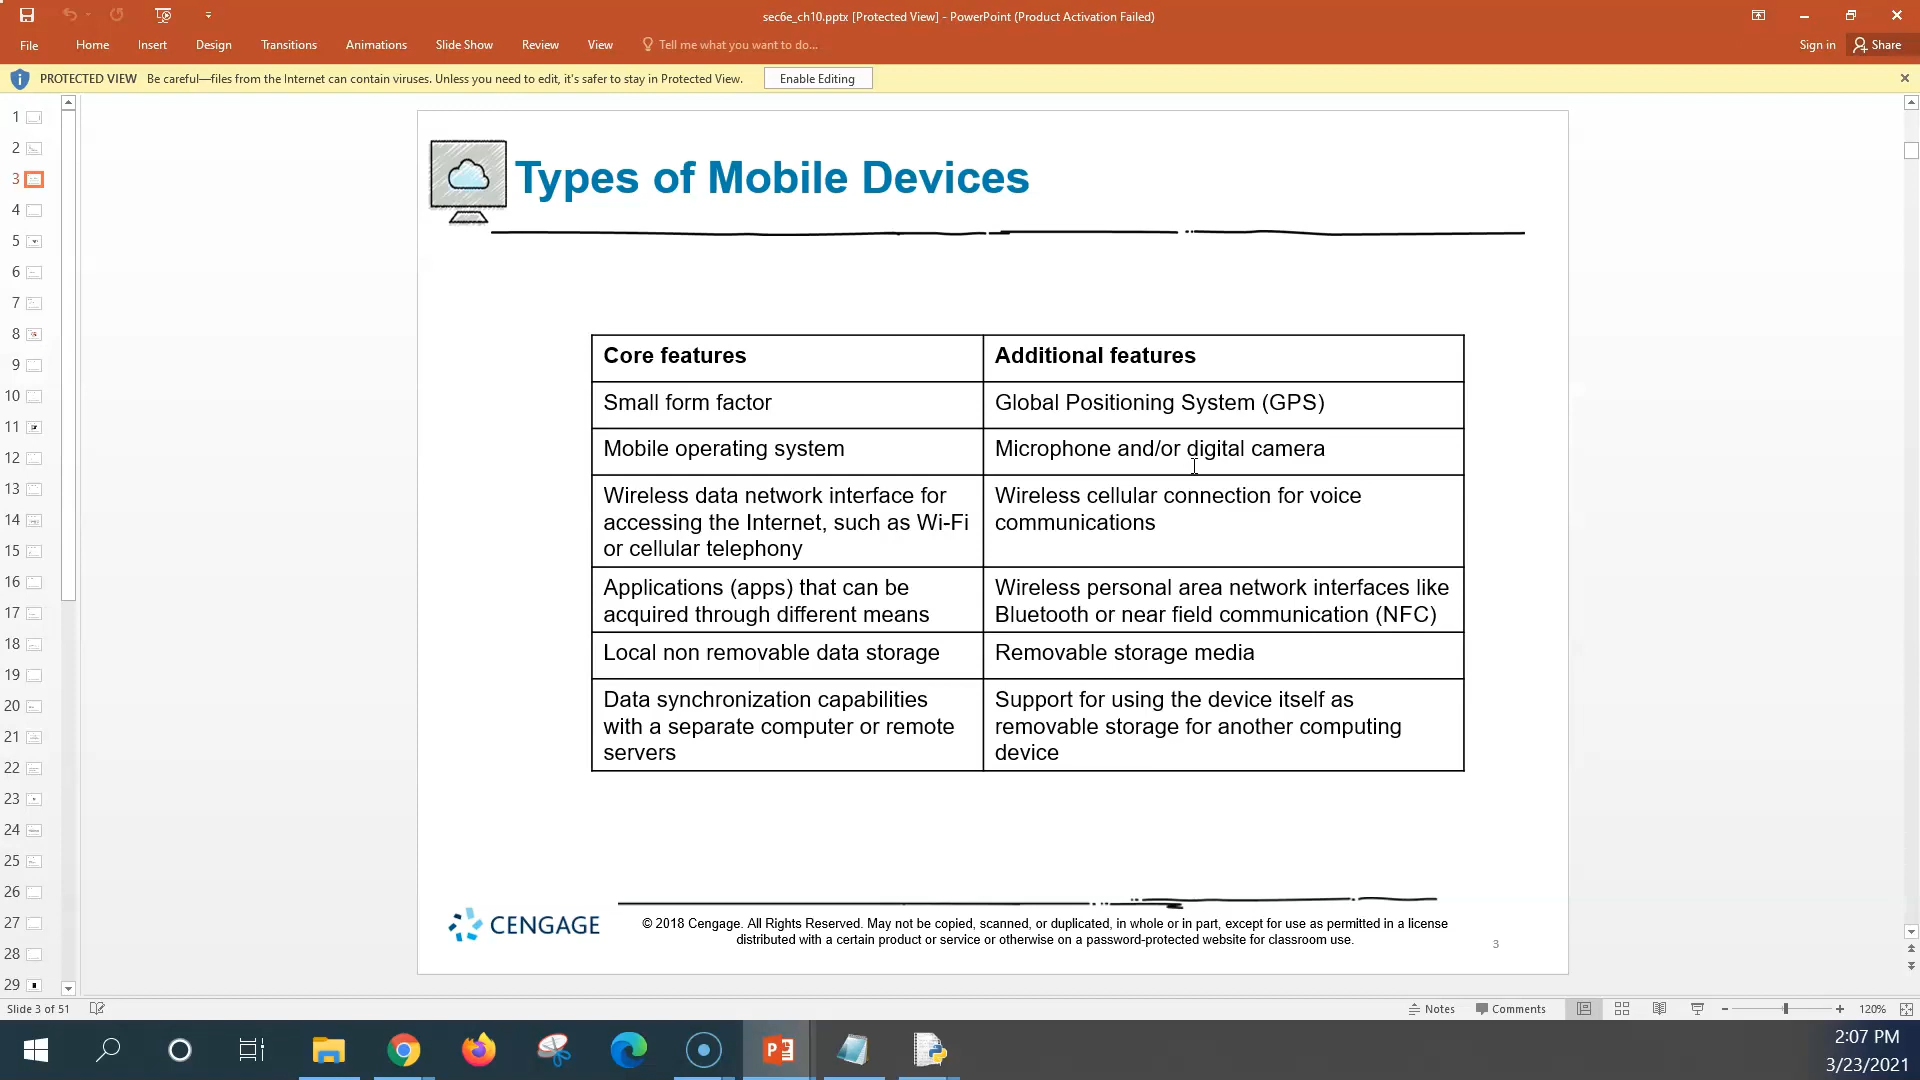 sec6e_ch10.pptx [Protected View] - PowerPoint (Product Activation Failed)
File Home Insert Design Transitions Animations Slide Show Review View Tell me what you want to do... Sign in Share
PROTECTED VIEW Be careful—files from the Internet can contain viruses. Unless you need to edit, it's safer to stay in Protected View. Enable Editing
1
2
3
4
5
6
7
8
9
10
11
12
13
14
15
16
17
18
19
20
21
22
23
24
25
26
27
28
29
Types of Mobile Devices
Core features
Additional features
Small form factor
Global Positioning System (GPS)
Mobile operating system
Microphone and/or digital camera
Wireless data network interface for
accessing the Internet, such as Wi-Fi
or cellular telephony
Wireless cellular connection for voice
communications
Applications (apps) that can be
acquired through different means
Wireless personal area network interfaces like
Bluetooth or near field communication (NFC)
Local non removable data storage
Removable storage media
Data synchronization capabilities
with a separate computer or remote
servers
Support for using the device itself as
removable storage for another computing
device
CENGAGE
© 2018 Cengage. All Rights Reserved. May not be copied, scanned, or duplicated, in whole or in part, except for use as permitted in a license
distributed with a certain product or service or otherwise on a password-protected website for classroom use.
3
Slide 3 of 51
Notes Comments 120%
2:07 PM
3/23/2021